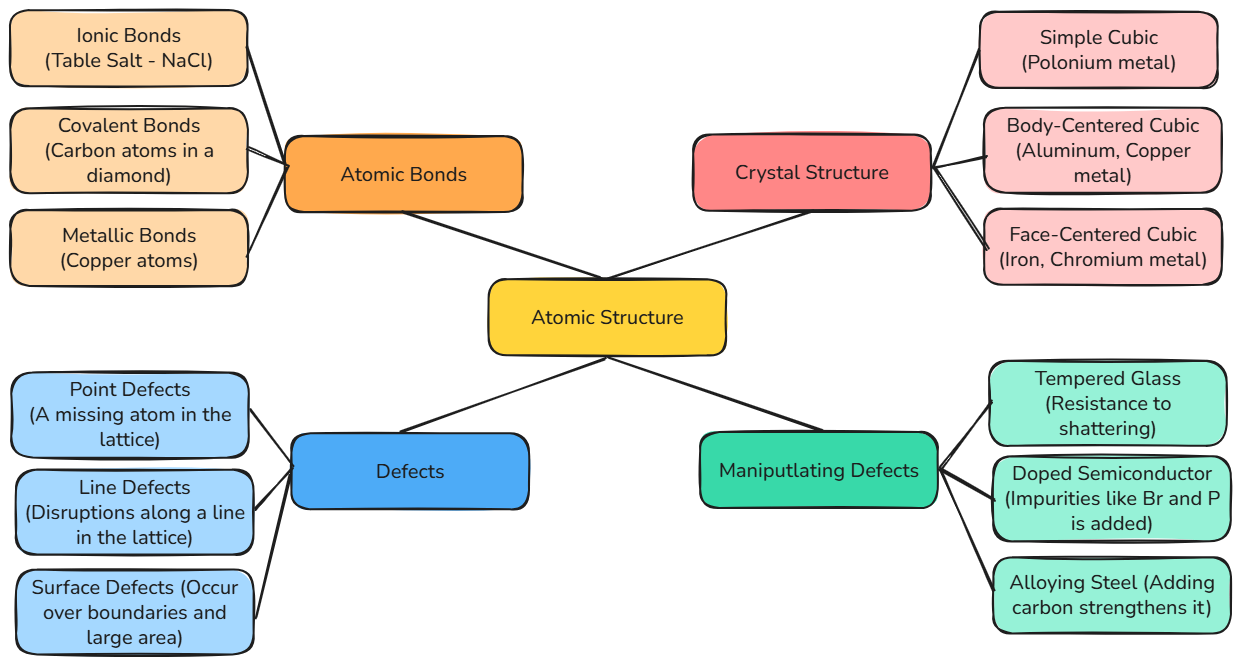 Ionic Bonds
(Table Salt - NaCl)
Covalent Bonds
(Carbon atoms in a
diamond)
Metallic Bonds
(Copper atoms)
Atomic Bonds
Crystal Structure
Simple Cubic
(Polonium metal)
Body-Centered Cubic
(Aluminum, Copper
metal)
Face-Centered Cubic
(Iron, Chromium metal)
Atomic Structure
Point Defects
(A missing atom in the
lattice)
Line Defects
(Disruptions along a line
in the lattice)
Surface Defects (Occur
over boundaries and
large area)
Defects
Maniputlating Defects
Tempered Glass
(Resistance to
shattering)
Doped Semiconductor
(Impurities like Br and P
is added)
Alloying Steel (Adding
carbon strengthens it)